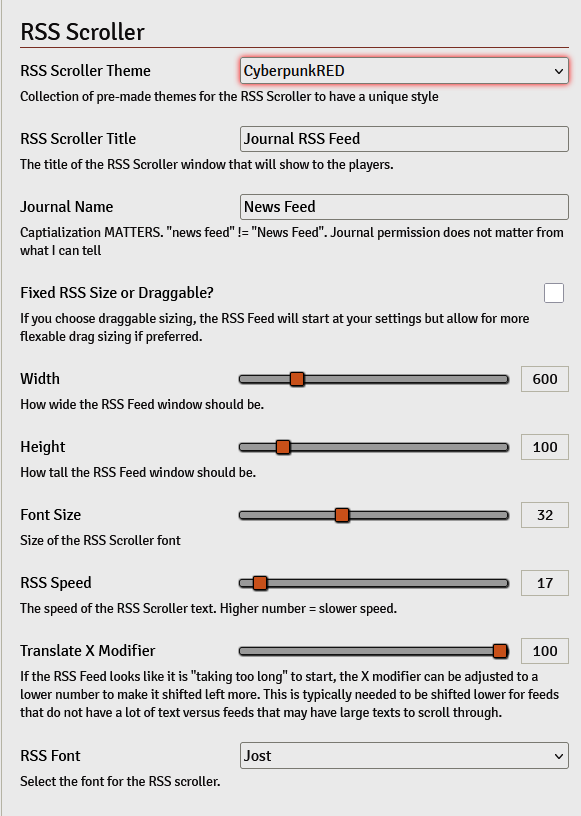 RSS Scroller
RSS Scroller Theme
CyberpunkRED
Collection of pre-made themes for the RSS Scroller to have a unique style
RSS Scroller Title
Journal RSS Feed
The title of the RSS Scroller window that will show to the players.
Journal Name
News Feed
Captialization MATTERS. "news feed" != "News Feed". Journal permission does not matter from
what I can tell
Fixed RSS Size or Draggable?
If you choose draggable sizing, the RSS Feed will start at your settings but allow for more
flexable drag sizing if preferred.
Width
600
How wide the RSS Feed window should be.
Height
100
How tall the RSS Feed window should be.
Font Size
32
Size of the RSS Scroller font
RSS Speed
17
The speed of the RSS Scroller text. Higher number = slower speed.
Translate X Modifier
100
If the RSS Feed looks like it is "taking too long" to start, the X modifier can be adjusted to a
lower number to make it shifted left more. This is typically needed to be shifted lower for feeds
that do not have a lot of text versus feeds that may have large texts to scroll through.
RSS Font
Jost
Select the font for the RSS scroller.